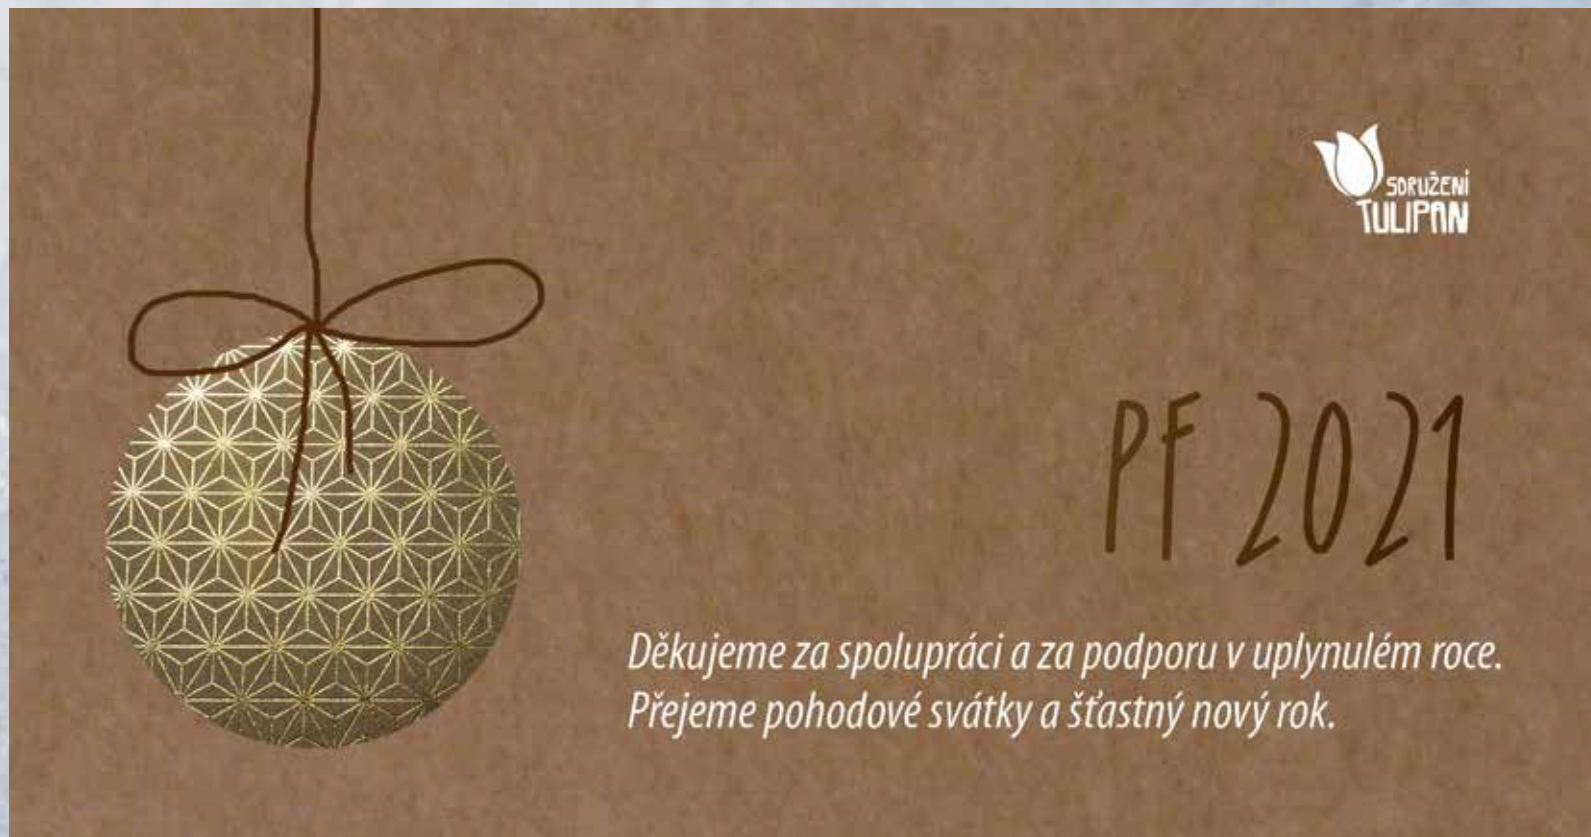 SDRUŽENÍ
TULIPAN
PF 2021
Děkujeme za spolupráci a za podporu v uplynulém roce.
Přejeme pohodové svátky a šťastný nový rok.